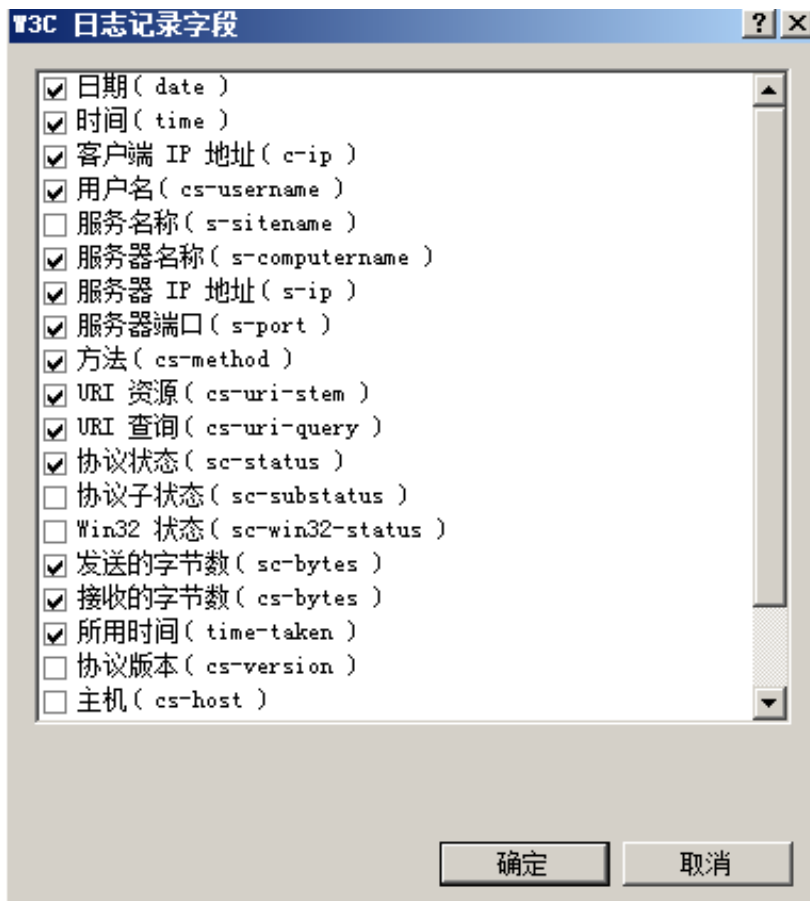 W3C 日志记录字段
日期( date )
时间( time )
客户端 IP 地址( c-ip )
用户名( cs-username )
服务名称( s-sitename )
服务器名称( s-computername )
服务器 IP 地址( s-ip )
服务器端口( s-port )
方法( cs-method )
URI 资源( cs-uri-stem )
URI 查询( cs-uri-query )
协议状态( sc-status )
协议子状态( sc-substatus )
Win32 状态( sc-win32-status )
发送的字节数( sc-bytes )
接收的字节数( cs-bytes )
所用时间( time-taken )
协议版本( cs-version )
主机( cs-host )
确定 取消